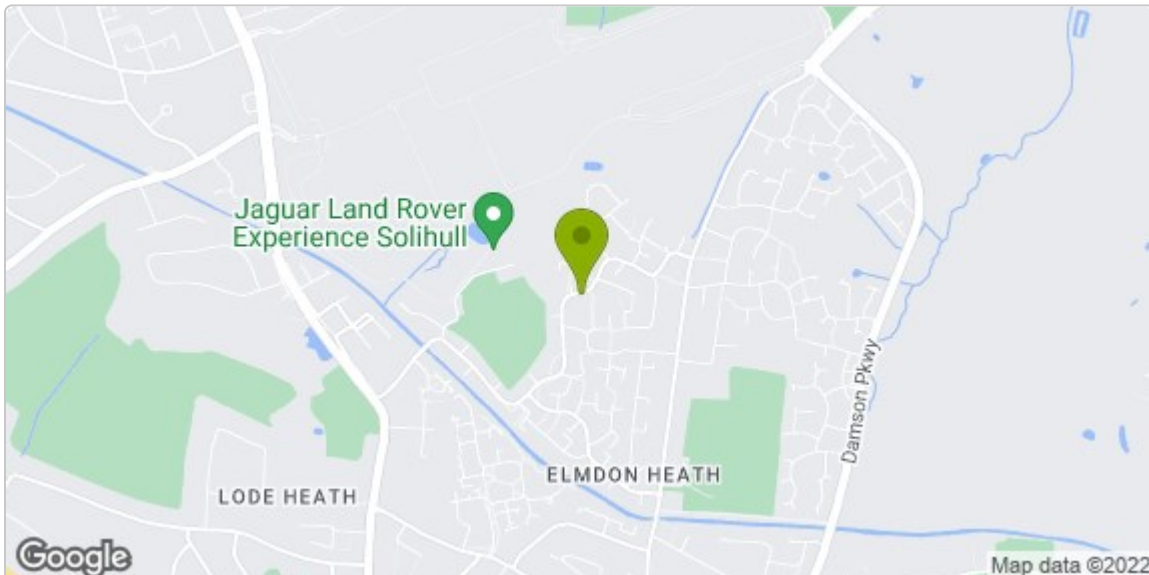 Jaguar Land Rover
Experience Solihull
Damson Pkwy
ELMDON HEATH
LODE HEATH
Google
Map data ©2022